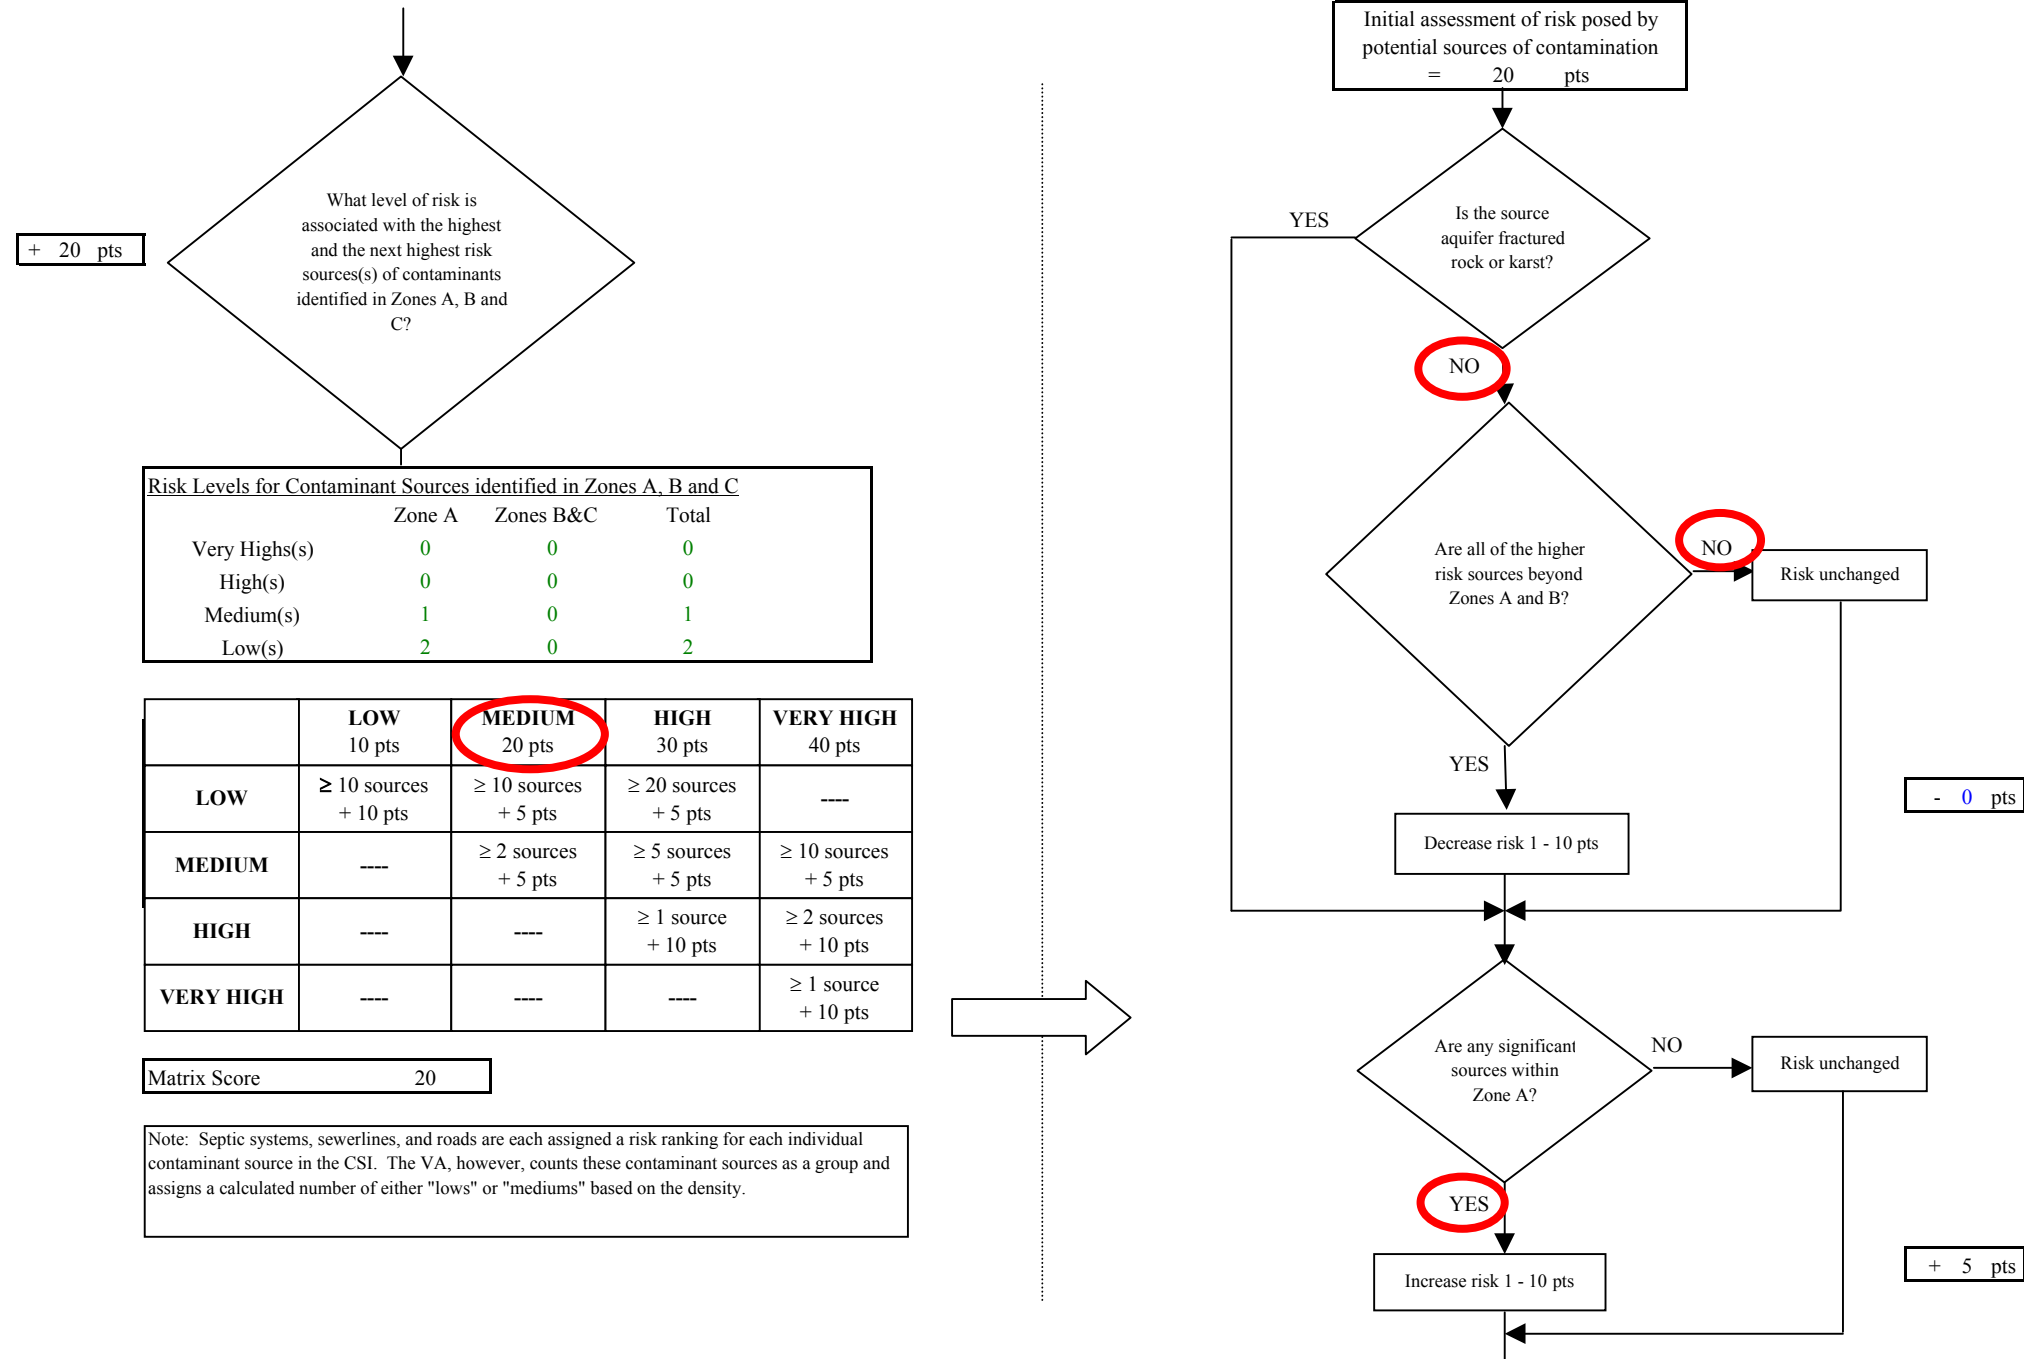 + 20 pts
What level of risk is
associated with the highest
and the next highest risk
sources(s) of contaminants
identified in Zones A, B and
C?
Risk Levels for Contaminant Sources identified in Zones A, B and C
Zone A Zones B&C Total
Very Highs(s) 0 0 0
High(s) 0 0 0
Medium(s) 1 0 1
Low(s) 2 0 2
LOW MEDIUM HIGH VERY HIGH
10 pts 20 pts 30 pts 40 pts
LOW ≥ 10 sources ≥ 10 sources ≥ 20 sources ----
+ 10 pts + 5 pts + 5 pts
MEDIUM ---- ≥ 2 sources ≥ 5 sources ≥ 10 sources
+ 5 pts + 5 pts + 5 pts
HIGH ---- ---- ≥ 1 source ≥ 2 sources
+ 10 pts + 10 pts
VERY HIGH ---- ---- ---- ≥ 1 source
+ 10 pts
Matrix Score 20
Note: Septic systems, sewerlines, and roads are each assigned a risk ranking for each individual
contaminant source in the CSI. The VA, however, counts these contaminant sources as a group and
assigns a calculated number of either "lows" or "mediums" based on the density.
Initial assessment of risk posed by
potential sources of contamination
= 20 pts
YES
Is the source
aquifer fractured
rock or karst?
NO
Are all of the higher
risk sources beyond
Zones A and B?
NO
Risk unchanged
YES
- 0 pts
Decrease risk 1 - 10 pts
Are any significant
sources within
Zone A?
NO
Risk unchanged
YES
+ 5 pts
Increase risk 1 - 10 pts